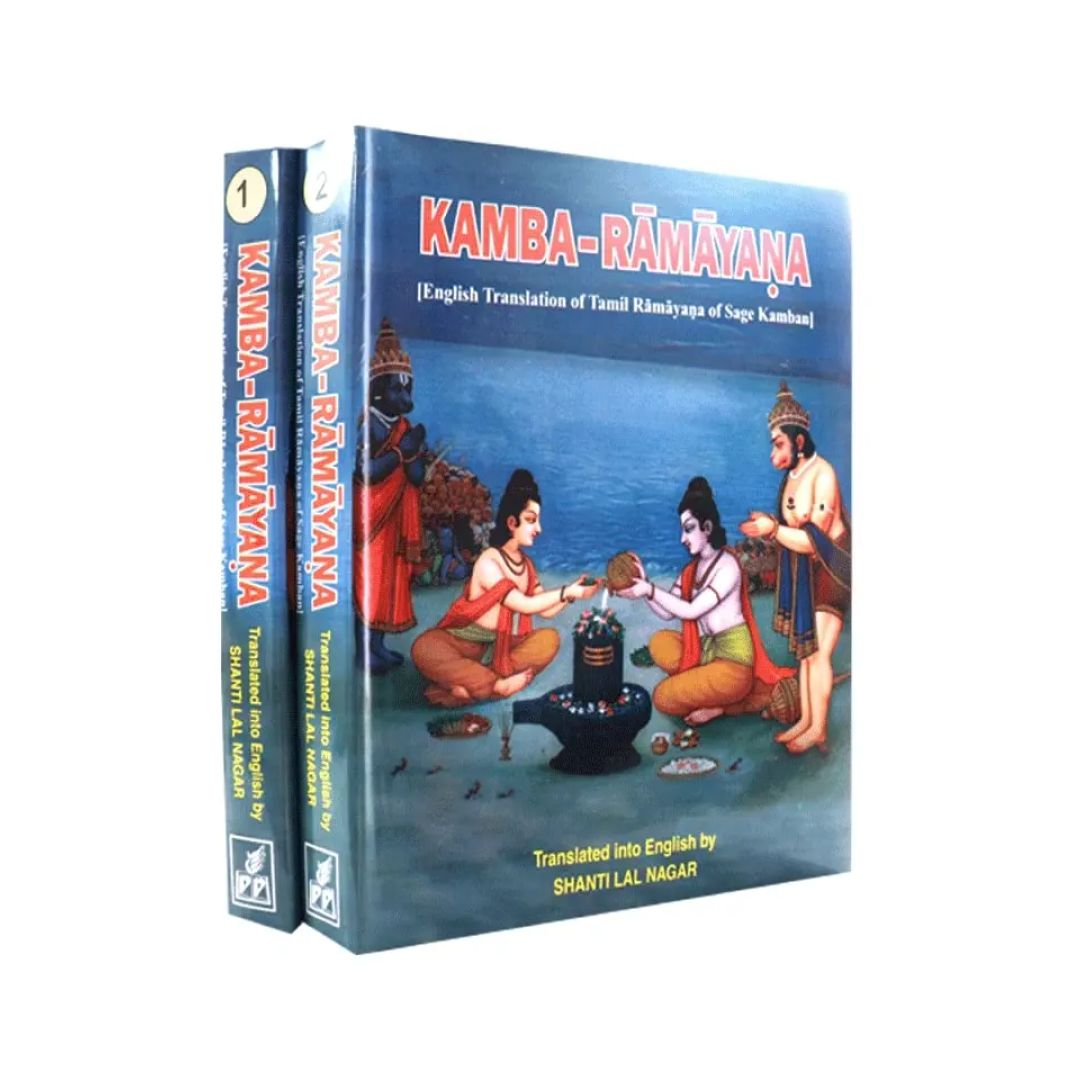 1
KAMBA-RĀMĀYAṆA
Translated into English by
SHANTI LAL NAGAR
2
KAMBA-RĀMĀYAṆA
[English Translation of Tamil Rāmāyaṇa of Sage Kamban]
Translated into English by
SHANTI LAL NAGAR
KAMBA-RĀMĀYAṆA
[English Translation of Tamil Rāmāyaṇa of Sage Kamban]
Translated into English by
SHANTI LAL NAGAR